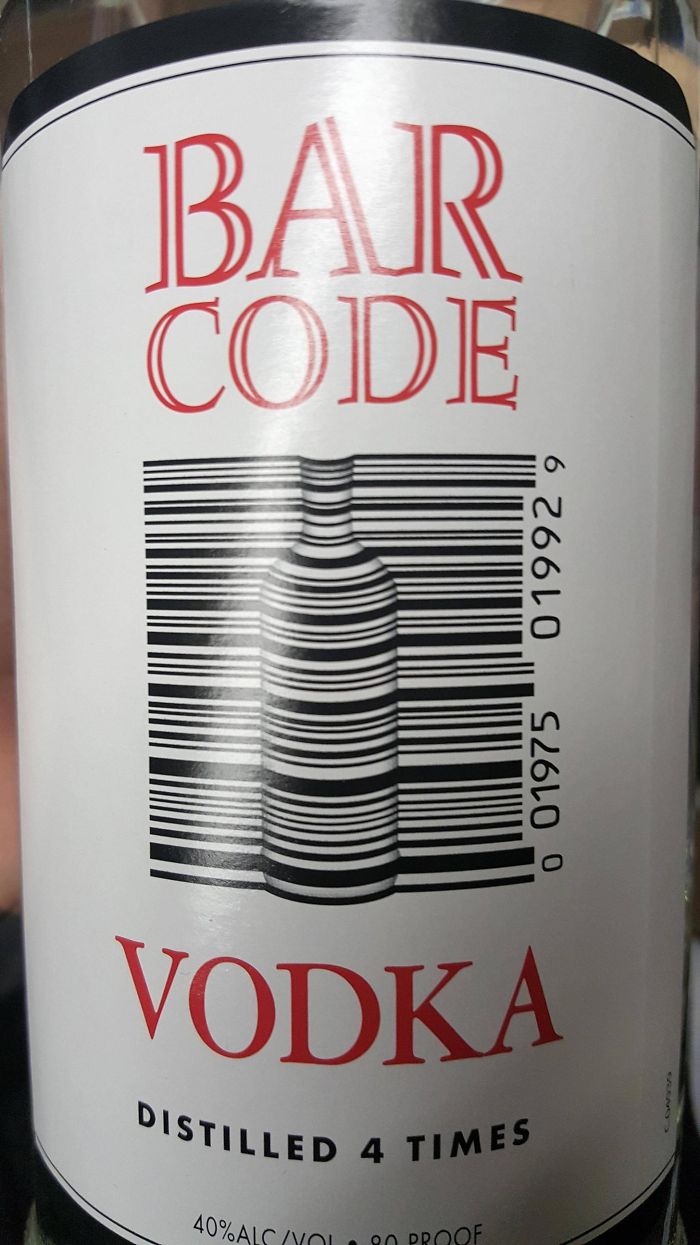 BAR
CODE
0 01975 01992 9
VODKA
DISTILLED 4 TIMES
40%ALC/VOL • 80 PROOF